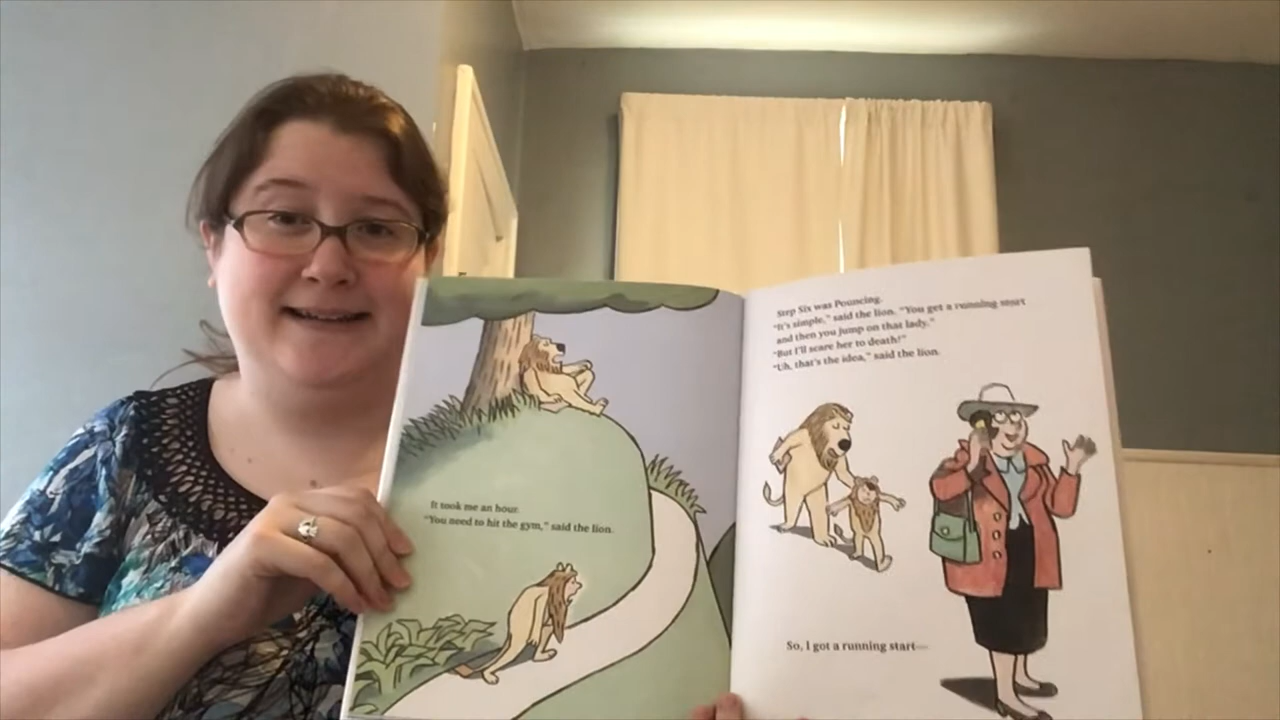 It took me an hour.
"You need to hit the gym," said the lion.
Step Six was Pouncing.
"It's simple," said the lion. "You get a running start
and then you jump on that lady."
"But I'll scare her to death!"
"Uh, that's the idea," said the lion.
So, I got a running start—